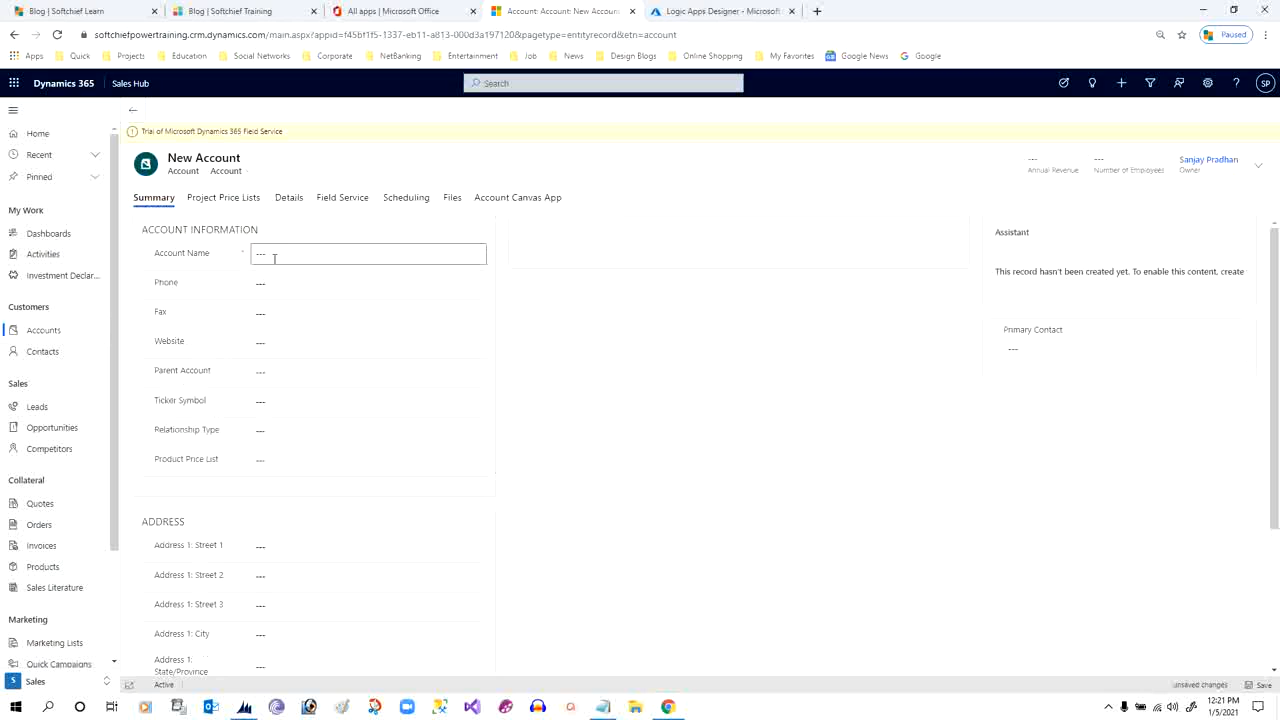 Blog | Softchief Learn
Blog | Softchief Training
All apps | Microsoft Office
Account: Account: New Account
Logic Apps Designer - Microsoft
softchiefpowertraining.crm.dynamics.com/main.aspx?appid=f45bf1f5-1337-eb11-a813-000d3a197120&pagetype=entityrecord&etn=account
Paused
Apps
Quick
Projects
Education
Social Networks
Corporate
NetBanking
Entertainment
Job
News
Design Blogs
Online Shopping
My Favorites
Google News
Google
Dynamics 365
Sales Hub
Search
SP
Trial of Microsoft Dynamics 365 Field Service
Home
Recent
Pinned
My Work
Dashboards
Activities
Investment Declar...
Customers
Accounts
Contacts
Sales
Leads
Opportunities
Competitors
Collateral
Quotes
Orders
Invoices
Products
Sales Literature
Marketing
Marketing Lists
Quick Campaigns
S Sales
New Account
Account Account
--- Annual Revenue
--- Number of Employees
Sanjay Pradhan
Owner
Summary
Project Price Lists
Details
Field Service
Scheduling
Files
Account Canvas App
ACCOUNT INFORMATION
Account Name * ---
Phone ---
Fax ---
Website ---
Parent Account ---
Ticker Symbol ---
Relationship Type ---
Product Price List ---
ADDRESS
Address 1: Street 1 ---
Address 1: Street 2 ---
Address 1: Street 3 ---
Address 1: City ---
Address 1:
State/Province ---
Assistant
This record hasn't been created yet. To enable this content, create
Primary Contact
---
Active
unsaved changes
Save
12:21 PM
1/5/2021